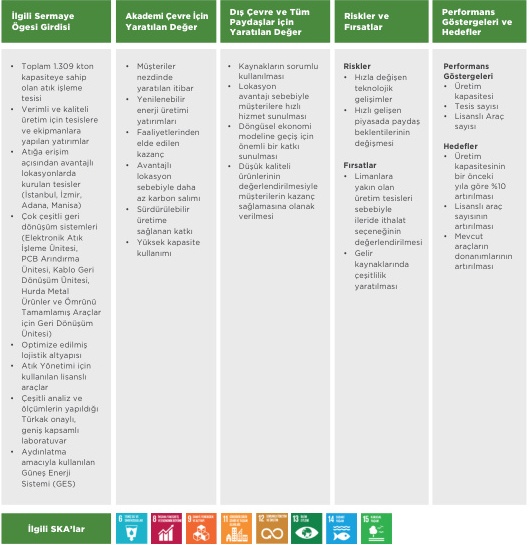 İlgili Sermaye
Ögesi Girdisi
• Toplam 1.309 kton
kapasiteye sahip
olan atık işleme
tesisi
• Verimli ve kaliteli
üretim için tesislere
ve ekipmanlara
yapılan yatırımlar
• Atığa erişim
açısından avantajlı
lokasyonlarda
kurulan tesisler
(İstanbul, İzmir,
Adana, Manisa)
• Çok çeşitli geri
dönüşüm sistemleri
(Elektronik Atık
İşleme Ünitesi,
PCB Arındırma
Ünitesi, Kablo Geri
Dönüşüm Ünitesi,
Hurda Metal
Ürünler ve Ömrünü
Tamamlamış Araçlar
için Geri Dönüşüm
Ünitesi)
• Optimize edilmiş
lojistik altyapısı
• Atık Yönetimi için
kullanılan lisanslı
araçlar
• Çeşitli analiz ve
ölçümlerin yapıldığı
Türkak onaylı,
geniş kapsamlı
laboratuvar
• Aydınlatma
amacıyla kullanılan
Güneş Enerji
Sistemi (GES)
Akademi Çevre İçin
Yaratılan Değer
• Müşteriler
nezdinde
yaratılan itibar
• Yenilenebilir
enerji üretimi
yatırımları
• Faaliyetlerinden
elde edilen
kazanç
• Avantajlı
lokasyon
sebebiyle daha
az karbon salımı
• Sürdürülebilir
üretime
sağlanan katkı
• Yüksek kapasite
kullanımı
Dış Çevre ve Tüm
Paydaşlar için
Yaratılan Değer
• Kaynakların sorumlu
kullanılması
• Lokasyon
avantajı sebebiyle
müşterilere hızlı
hizmet sunulması
• Döngüsel ekonomi
modeline geçiş için
önemli bir katkı
sunulması
• Düşük kaliteli
ürünlerinin
değerlendirilmesiyle
müşterilerin kazanç
sağlamasına olanak
verilmesi
Riskler ve
Fırsatlar
Riskler
• Hızla değişen
teknolojik
gelişimler
• Hızlı gelişen
piyasada paydaş
beklentilerinin
değişmesi
Fırsatlar
• Limanlara
yakın olan
üretim tesisleri
sebebiyle
ileride ithalat
seçeneğinin
değerlendirilmesi
• Gelir
kaynaklarında
çeşitlilik
yaratılması
Performans
Göstergeleri ve
Hedefler
Performans
Göstergeleri
• Üretim
kapasitesi
• Tesis sayısı
• Lisanslı Araç
sayısı
Hedefler
• Üretim
kapasitesinin
bir önceki
yıla göre %10
artırılması
• Lisanslı araç
sayısının
artırılması
• Mevcut
araçların
donanımlarının
artırılması
İlgili SKA'lar
6
8
9
11
12
13
14
15